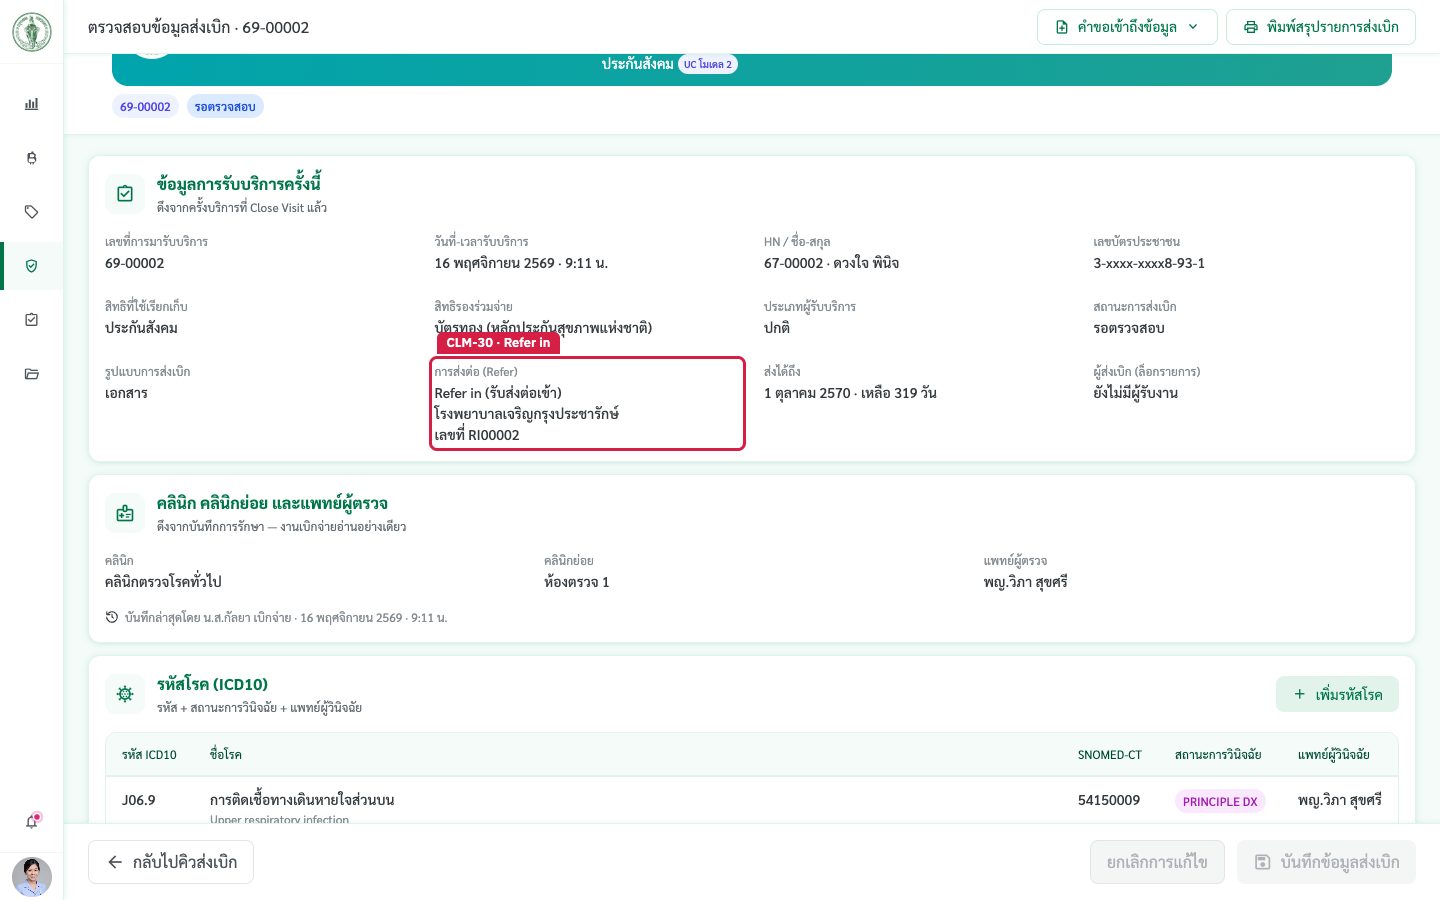 ตรวจสอบข้อมูลส่งเบิก · 69-00002
คำขอเข้าถึงข้อมูล
พิมพ์สรุปรายการส่งเบิก
ประกันสังคม UC โมเดล 2
69-00002 รอตรวจสอบ
ข้อมูลการรับบริการครั้งนี้
ดึงจากครั้งบริการที่ Close Visit แล้ว
เลขที่การมารับบริการ
69-00002
วันที่-เวลารับบริการ
16 พฤศจิกายน 2569 · 9:11 น.
HN / ชื่อ-สกุล
67-00002 · ดวงใจ พินิจ
เลขบัตรประชาชน
3-xxxx-xxxx8-93-1
สิทธิที่ใช้เรียกเก็บ
ประกันสังคม
สิทธิรองร่วมจ่าย
บัตรทอง (หลักประกันสุขภาพแห่งชาติ)
ประเภทผู้รับบริการ
ปกติ
สถานะการส่งเบิก
รอตรวจสอบ
รูปแบบการส่งเบิก
เอกสาร
CLM-30 · Refer in
การส่งต่อ (Refer)
Refer in (รับส่งต่อเข้า)
โรงพยาบาลเจริญกรุงประชารักษ์
เลขที่ RI00002
ส่งได้ถึง
1 ตุลาคม 2570 · เหลือ 319 วัน
ผู้ส่งเบิก (ล็อกรายการ)
ยังไม่มีผู้รับงาน
คลินิก คลินิกย่อย และแพทย์ผู้ตรวจ
ดึงจากบันทึกการรักษา — งานเบิกจ่ายอ่านอย่างเดียว
คลินิก
คลินิกตรวจโรคทั่วไป
คลินิกย่อย
ห้องตรวจ 1
แพทย์ผู้ตรวจ
พญ.วิภา สุขศรี
บันทึกล่าสุดโดย น.ส.กัลยา เบิกจ่าย · 16 พฤศจิกายน 2569 · 9:11 น.
รหัสโรค (ICD10)
รหัส + สถานะการวินิจฉัย + แพทย์ผู้วินิจฉัย
เพิ่มรหัสโรค
รหัส ICD10 ชื่อโรค SNOMED-CT สถานะการวินิจฉัย แพทย์ผู้วินิจฉัย
J06.9 การติดเชื้อทางเดินหายใจส่วนบน 54150009 PRINCIPLE DX พญ.วิภา สุขศรี
Upper respiratory infection
กลับไปคิวส่งเบิก
ยกเลิกการแก้ไข
บันทึกข้อมูลส่งเบิก